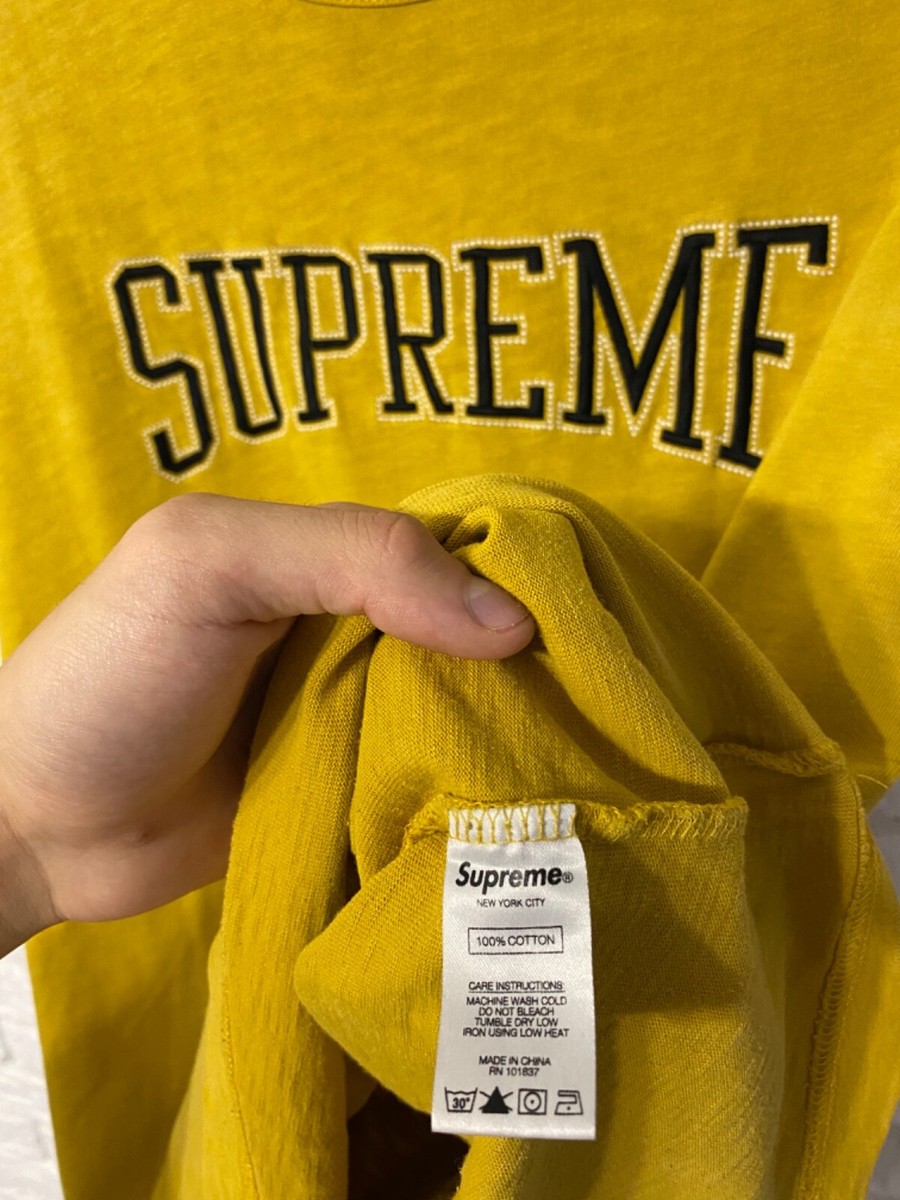 SUPREME
Supreme®
NEW YORK CITY
100% COTTON
CARE INSTRUCTIONS
MACHINE WASH COLD
DO NOT BLEACH
TUMBLE DRY LOW
IRON USING LOW HEAT
MADE IN CHINA
RN 101837
30°